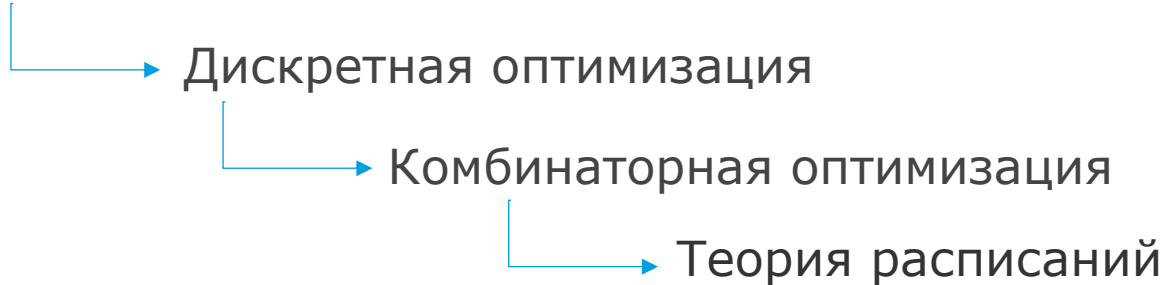 Дискретная оптимизация
Комбинаторная оптимизация
Теория расписаний